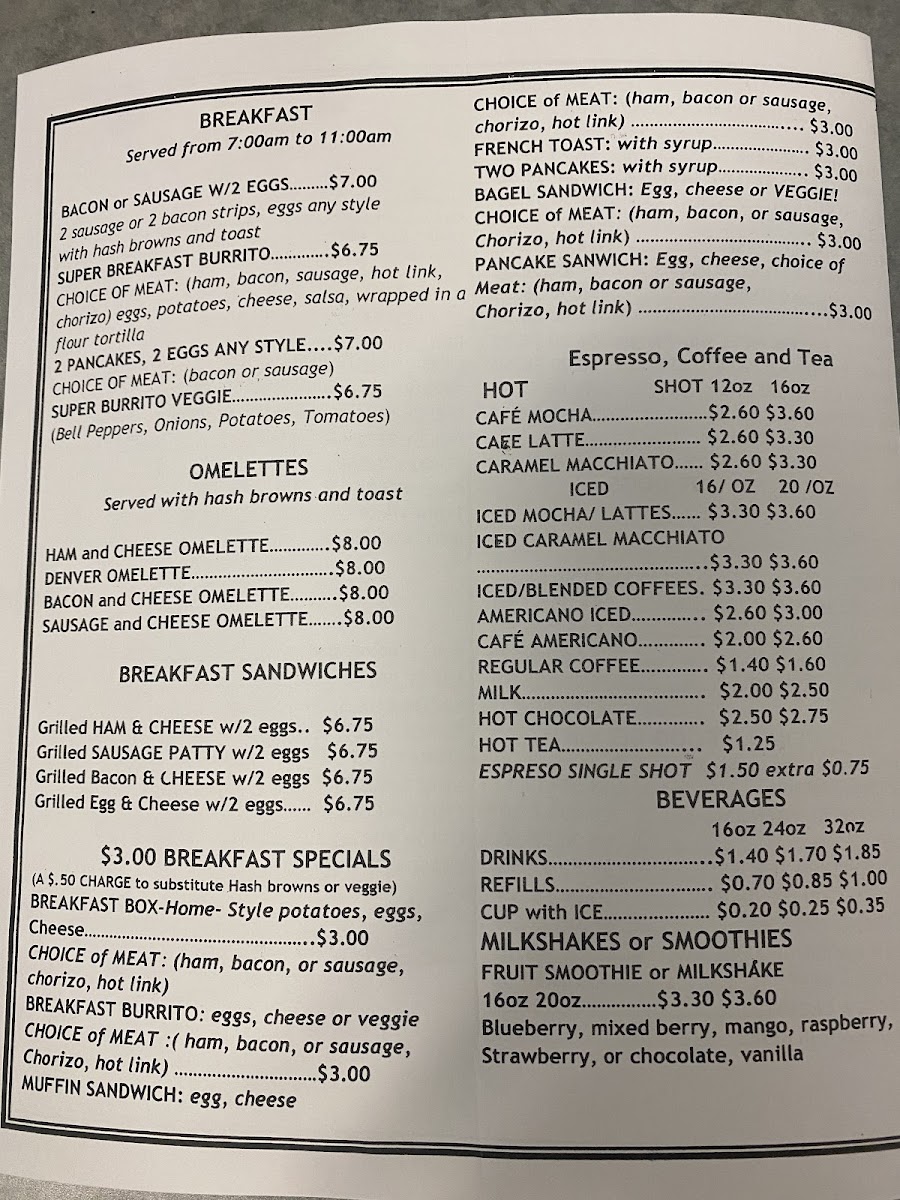 BREAKFAST
Served from 7:00am to 11:00am
BACON or SAUSAGE W/2 EGGS........$7.00
2 sausage or 2 bacon strips, eggs any style
with hash browns and toast
SUPER BREAKFAST BURRITO.............$6.75
CHOICE OF MEAT: (ham, bacon, sausage, hot link,
chorizo) eggs, potatoes, cheese, salsa, wrapped in a
flour tortilla
2 PANCAKES, 2 EGGS ANY STYLE....$7.00
CHOICE OF MEAT: (bacon or sausage)
SUPER BURRITO VEGGIE......................$6.75
(Bell Peppers, Onions, Potatoes, Tomatoes)
OMELETTES
Served with hash browns and toast
HAM and CHEESE OMELETTE.............$8.00
DENVER OMELETTE...............................$8.00
BACON and CHEESE OMELETTE..........$8.00
SAUSAGE and CHEESE OMELETTE.......$8.00
BREAKFAST SANDWICHES
Grilled HAM & CHEESE w/2 eggs.. $6.75
Grilled SAUSAGE PATTY w/2 eggs $6.75
Grilled Bacon & CHEESE w/2 eggs $6.75
Grilled Egg & Cheese w/2 eggs...... $6.75
$3.00 BREAKFAST SPECIALS
(A $.50 CHARGE to substitute Hash browns or veggie)
BREAKFAST BOX-Home- Style potatoes, eggs,
Cheese..................................................$3.00
CHOICE of MEAT: (ham, bacon, or sausage,
chorizo, hot link)
BREAKFAST BURRITO: eggs, cheese or veggie
CHOICE of MEAT :( ham, bacon, or sausage,
Chorizo, hot link) ...............................$3.00
MUFFIN SANDWICH: egg, cheese
CHOICE of MEAT: (ham, bacon or sausage,
chorizo, hot link) ..................................... $3.00
FRENCH TOAST: with syrup..................... $3.00
TWO PANCAKES: with syrup.................... $3.00
BAGEL SANDWICH: Egg, cheese or VEGGIE!
CHOICE of MEAT: (ham, bacon, or sausage,
Chorizo, hot link) ...................................... $3.00
PANCAKE SANWICH: Egg, cheese, choice of
Meat: (ham, bacon or sausage,
Chorizo, hot link) .........................................$3.00
Espresso, Coffee and Tea
HOT SHOT 12oz 16oz
CAFÉ MOCHA.........................$2.60 $3.60
CAFE LATTE......................... $2.60 $3.30
CARAMEL MACCHIATO...... $2.60 $3.30
ICED 16/ OZ 20 /OZ
ICED MOCHA/ LATTES...... $3.30 $3.60
ICED CARAMEL MACCHIATO
..................................................$3.30 $3.60
ICED/BLENDED COFFEES. $3.30 $3.60
AMERICANO ICED................ $2.60 $3.00
CAFÉ AMERICANO.............. $2.00 $2.60
REGULAR COFFEE.............. $1.40 $1.60
MILK....................................... $2.00 $2.50
HOT CHOCOLATE.............. $2.50 $2.75
HOT TEA.............................. $1.25
ESPRESO SINGLE SHOT $1.50 extra $0.75
BEVERAGES
16oz 24oz 32oz
DRINKS...................................$1.40 $1.70 $1.85
REFILLS.................................. $0.70 $0.85 $1.00
CUP with ICE....................... $0.20 $0.25 $0.35
MILKSHAKES or SMOOTHIES
FRUIT SMOOTHIE or MILKSHAKE
16oz 20oz...............$3.30 $3.60
Blueberry, mixed berry, mango, raspberry,
Strawberry, or chocolate, vanilla